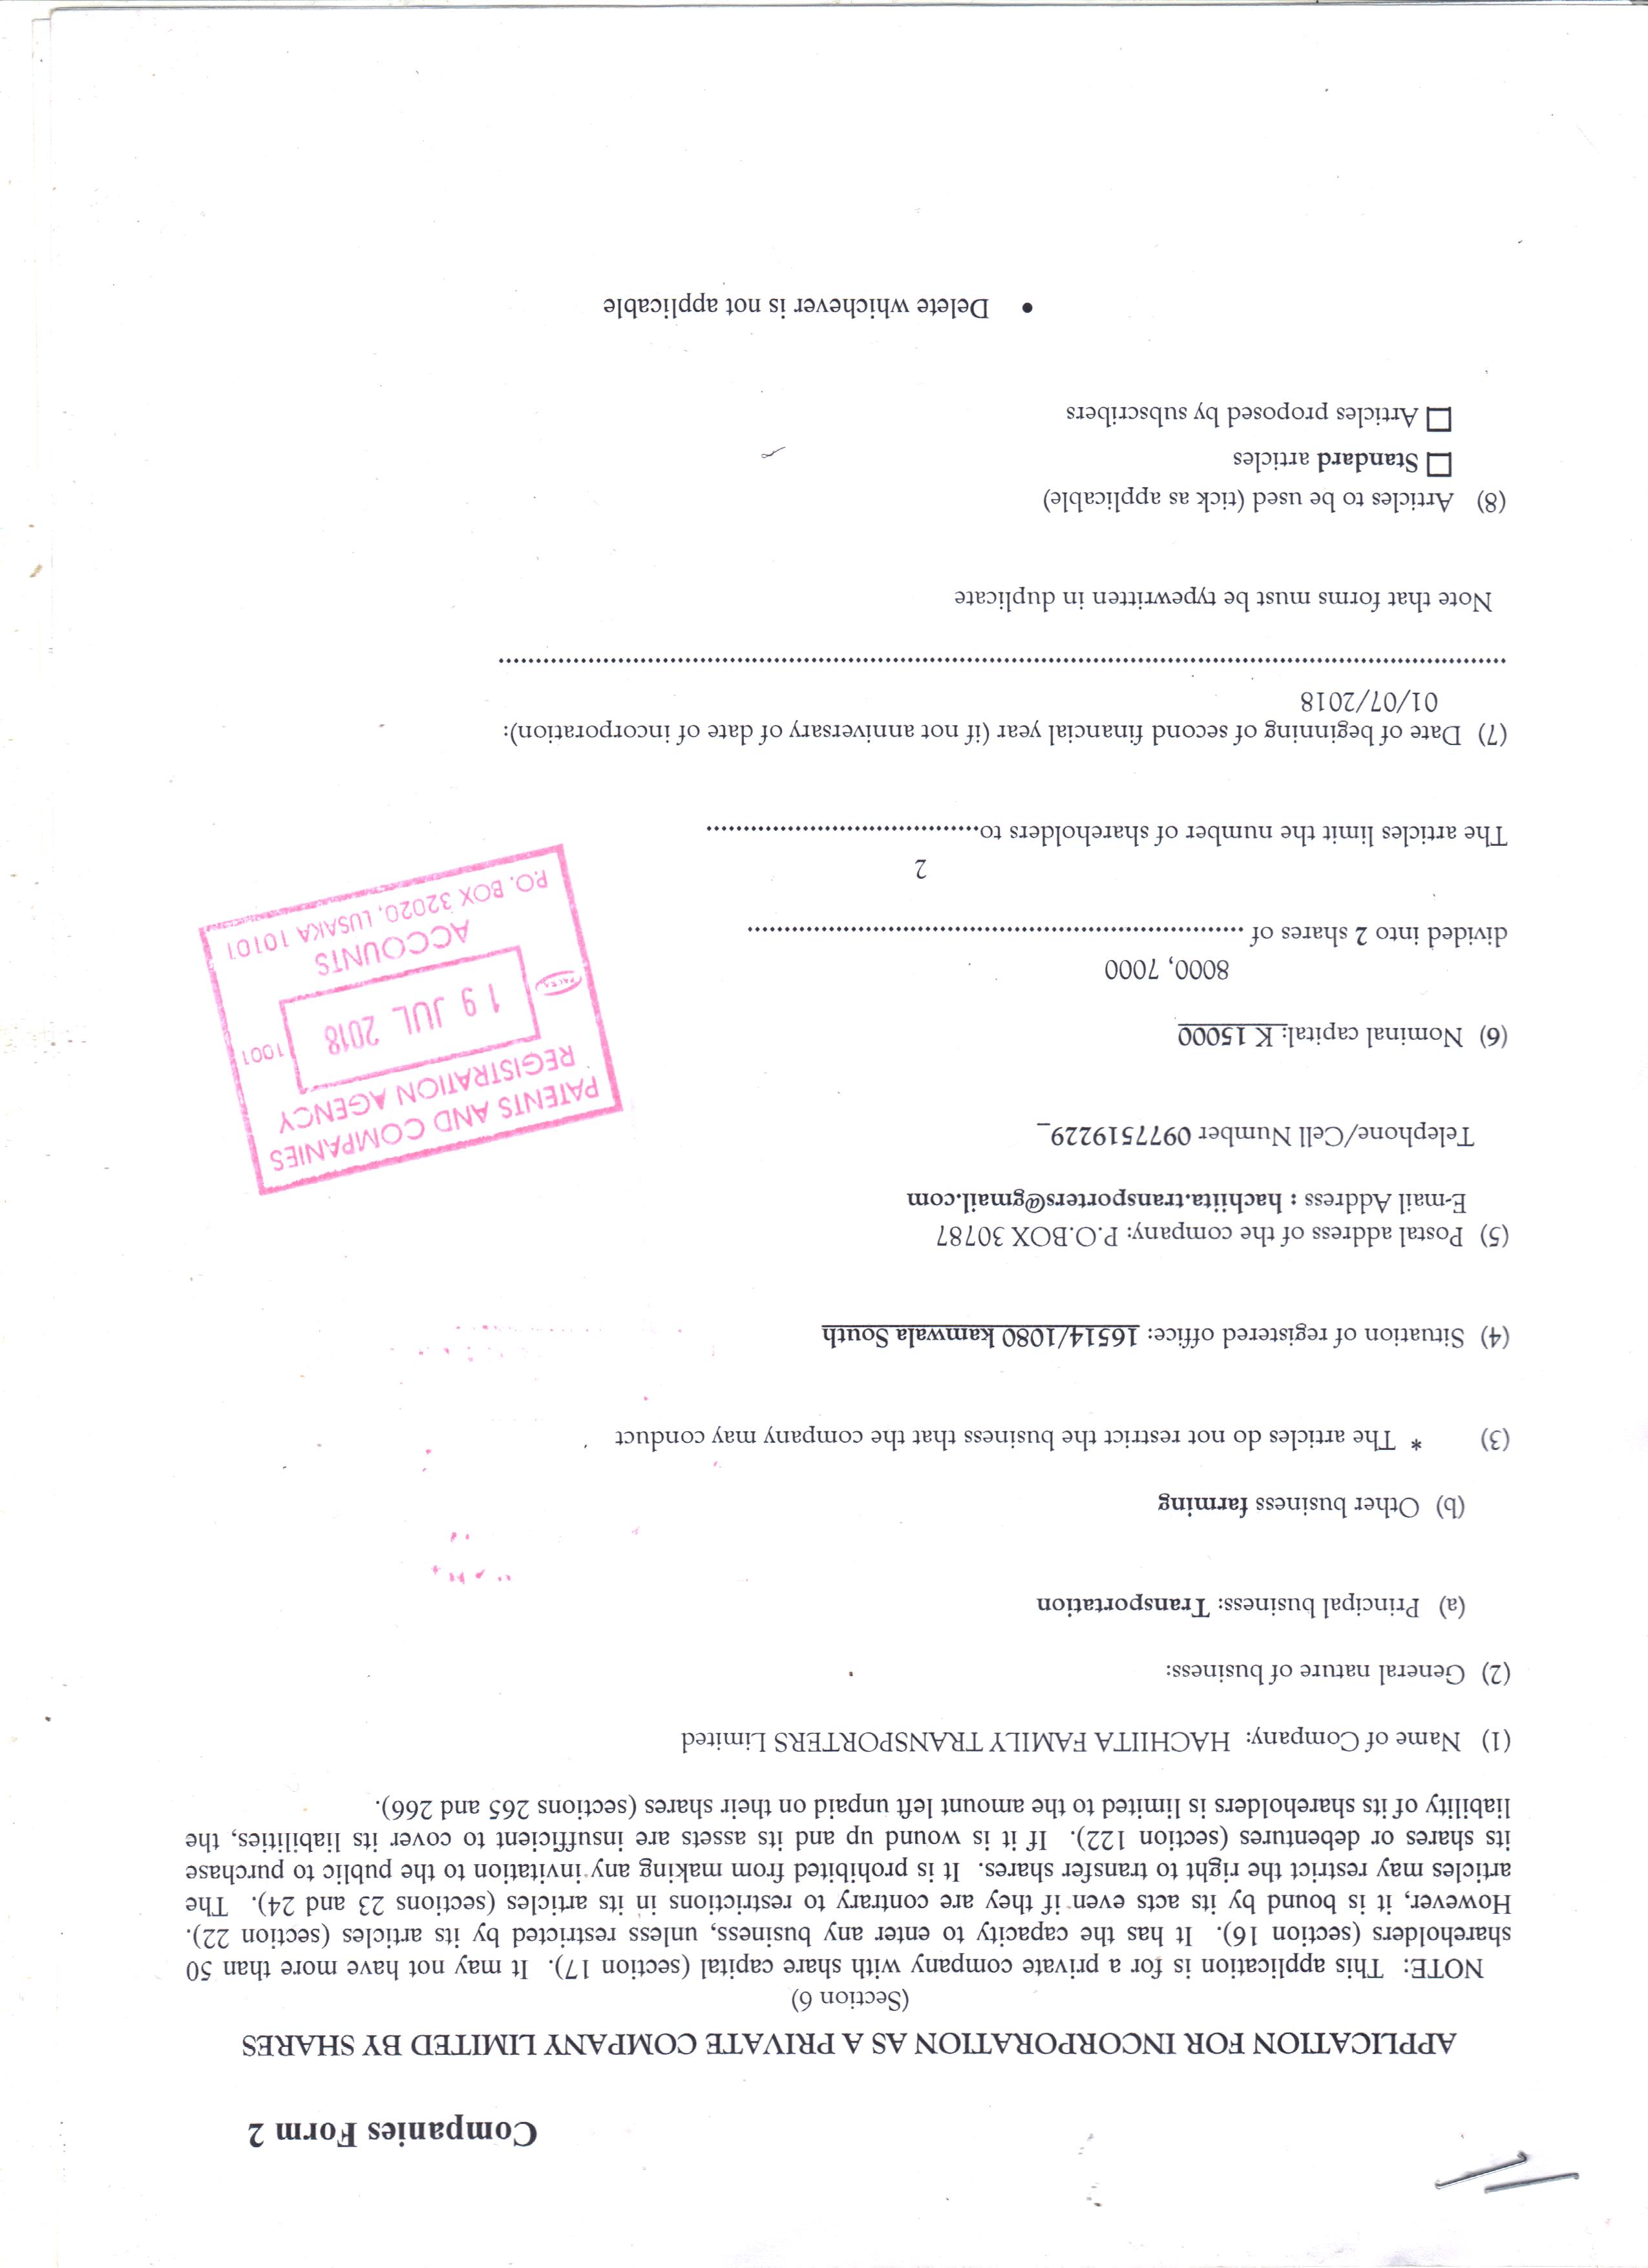 Companies Form 2
APPLICATION FOR INCORPORATION AS A PRIVATE COMPANY LIMITED BY SHARES
(Section 6)
NOTE: This application is for a private company with share capital (section 17). It may not have more than 50
shareholders (section 16). It has the capacity to enter any business, unless restricted by its articles (section 22).
However, it is bound by its acts even if they are contrary to restrictions in its articles (sections 23 and 24). The
articles may restrict the right to transfer shares. It is prohibited from making any invitation to the public to purchase
its shares or debentures (section 122). If it is wound up and its assets are insufficient to cover its liabilities, the
liability of its shareholders is limited to the amount left unpaid on their shares (sections 265 and 266).
(1) Name of Company: HACHIITA FAMILY TRANSPORTERS Limited
(2) General nature of business:
(a) Principal business: Transportation
(b) Other business farming
(3) * The articles do not restrict the business that the company may conduct
(4) Situation of registered office: 16514/1080 kamwala South
(5) Postal address of the company: P.O.BOX 30787
E-mail Address : hachiita.transporters@gmail.com
Telephone/Cell Number 0977519229_
PATENTS AND COMPANIES
REGISTRATION AGENCY
19 JUL 2018
1001
ACCOUNTS
P.O. BOX 32020, LUSAKA 10101
(6) Nominal capital: K 15000
8000, 7000
divided into 2 shares of ....................................................................
2
The articles limit the number of shareholders to.....................................
(7) Date of beginning of second financial year (if not anniversary of date of incorporation):
01/07/2018
..........................................................................................................................................
Note that forms must be typewritten in duplicate
(8) Articles to be used (tick as applicable)
☐ Standard articles
☐ Articles proposed by subscribers
• Delete whichever is not applicable